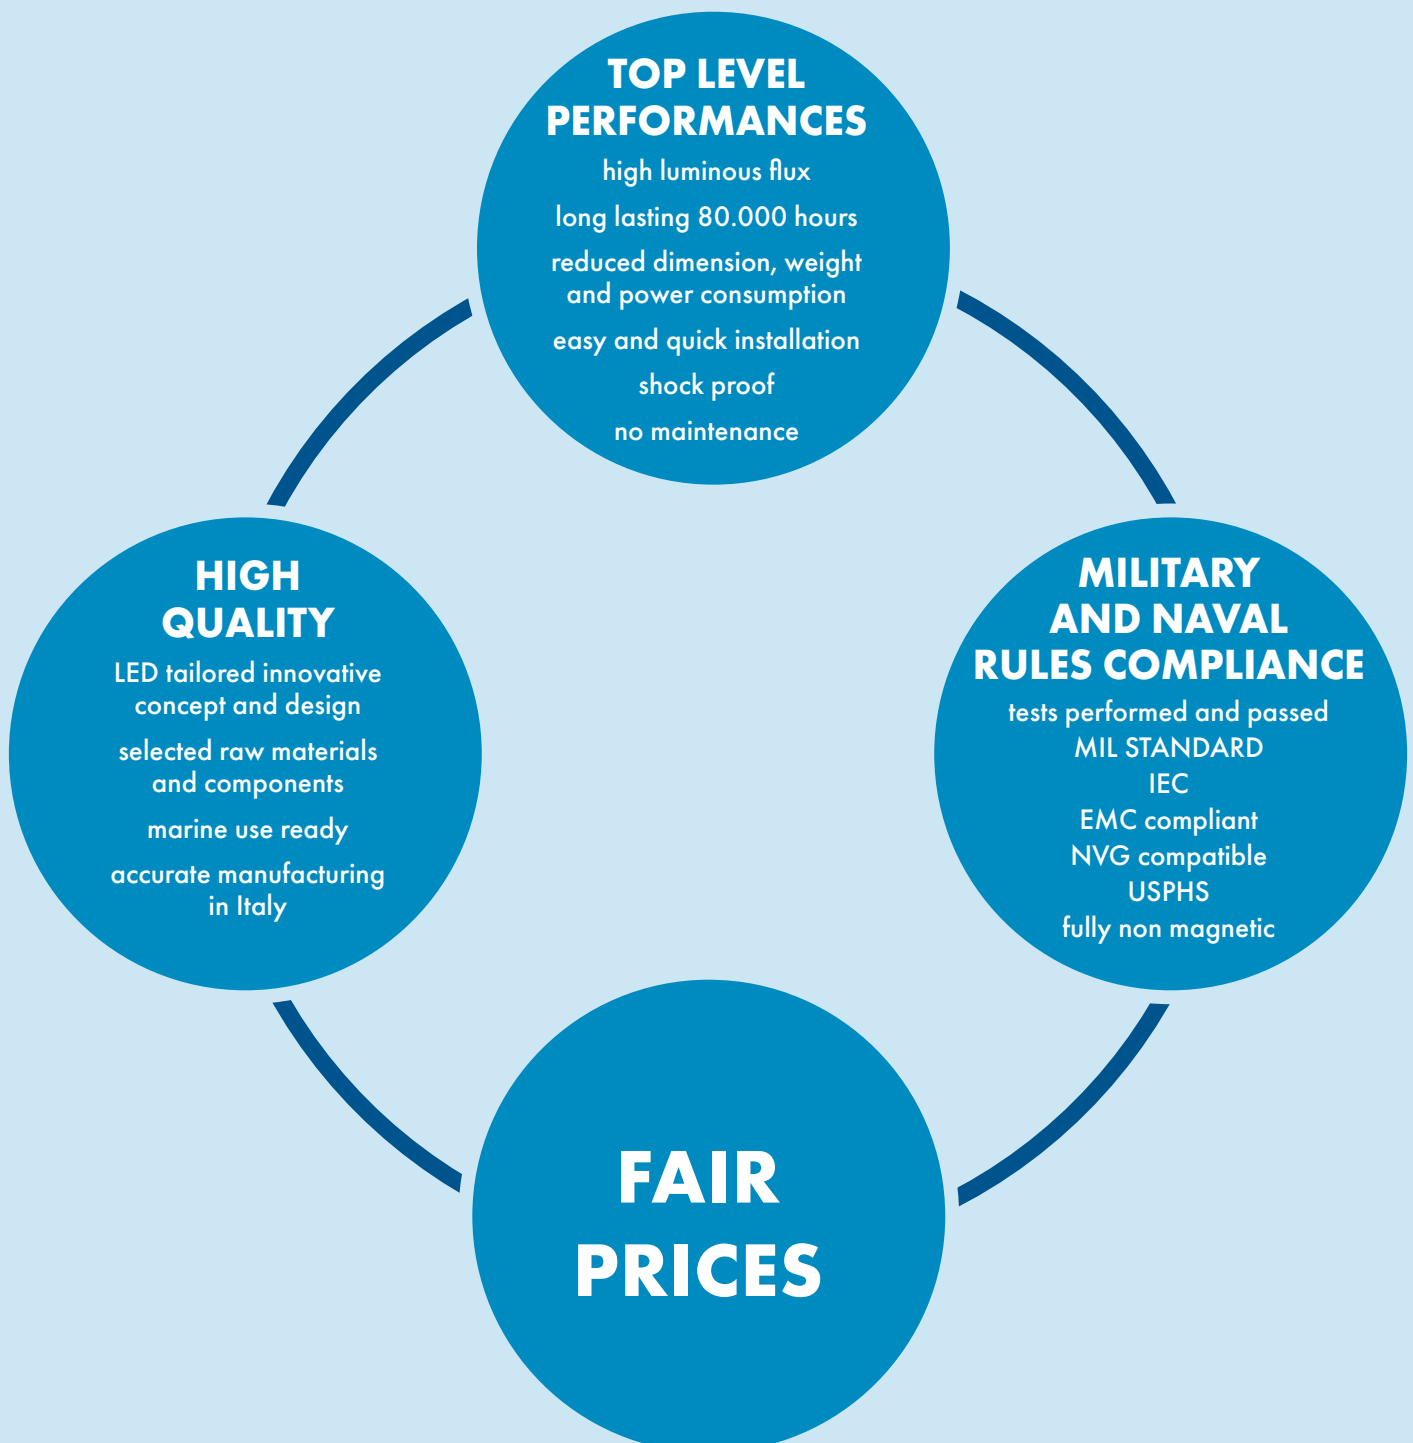 TOP LEVEL
PERFORMANCES
high luminous flux
long lasting 80.000 hours
reduced dimension, weight
and power consumption
easy and quick installation
shock proof
no maintenance
HIGH
QUALITY
LED tailored innovative
concept and design
selected raw materials
and components
marine use ready
accurate manufacturing
in Italy
MILITARY
AND NAVAL
RULES COMPLIANCE
tests performed and passed
MIL STANDARD
IEC
EMC compliant
NVG compatible
USPHS
fully non magnetic
FAIR
PRICES